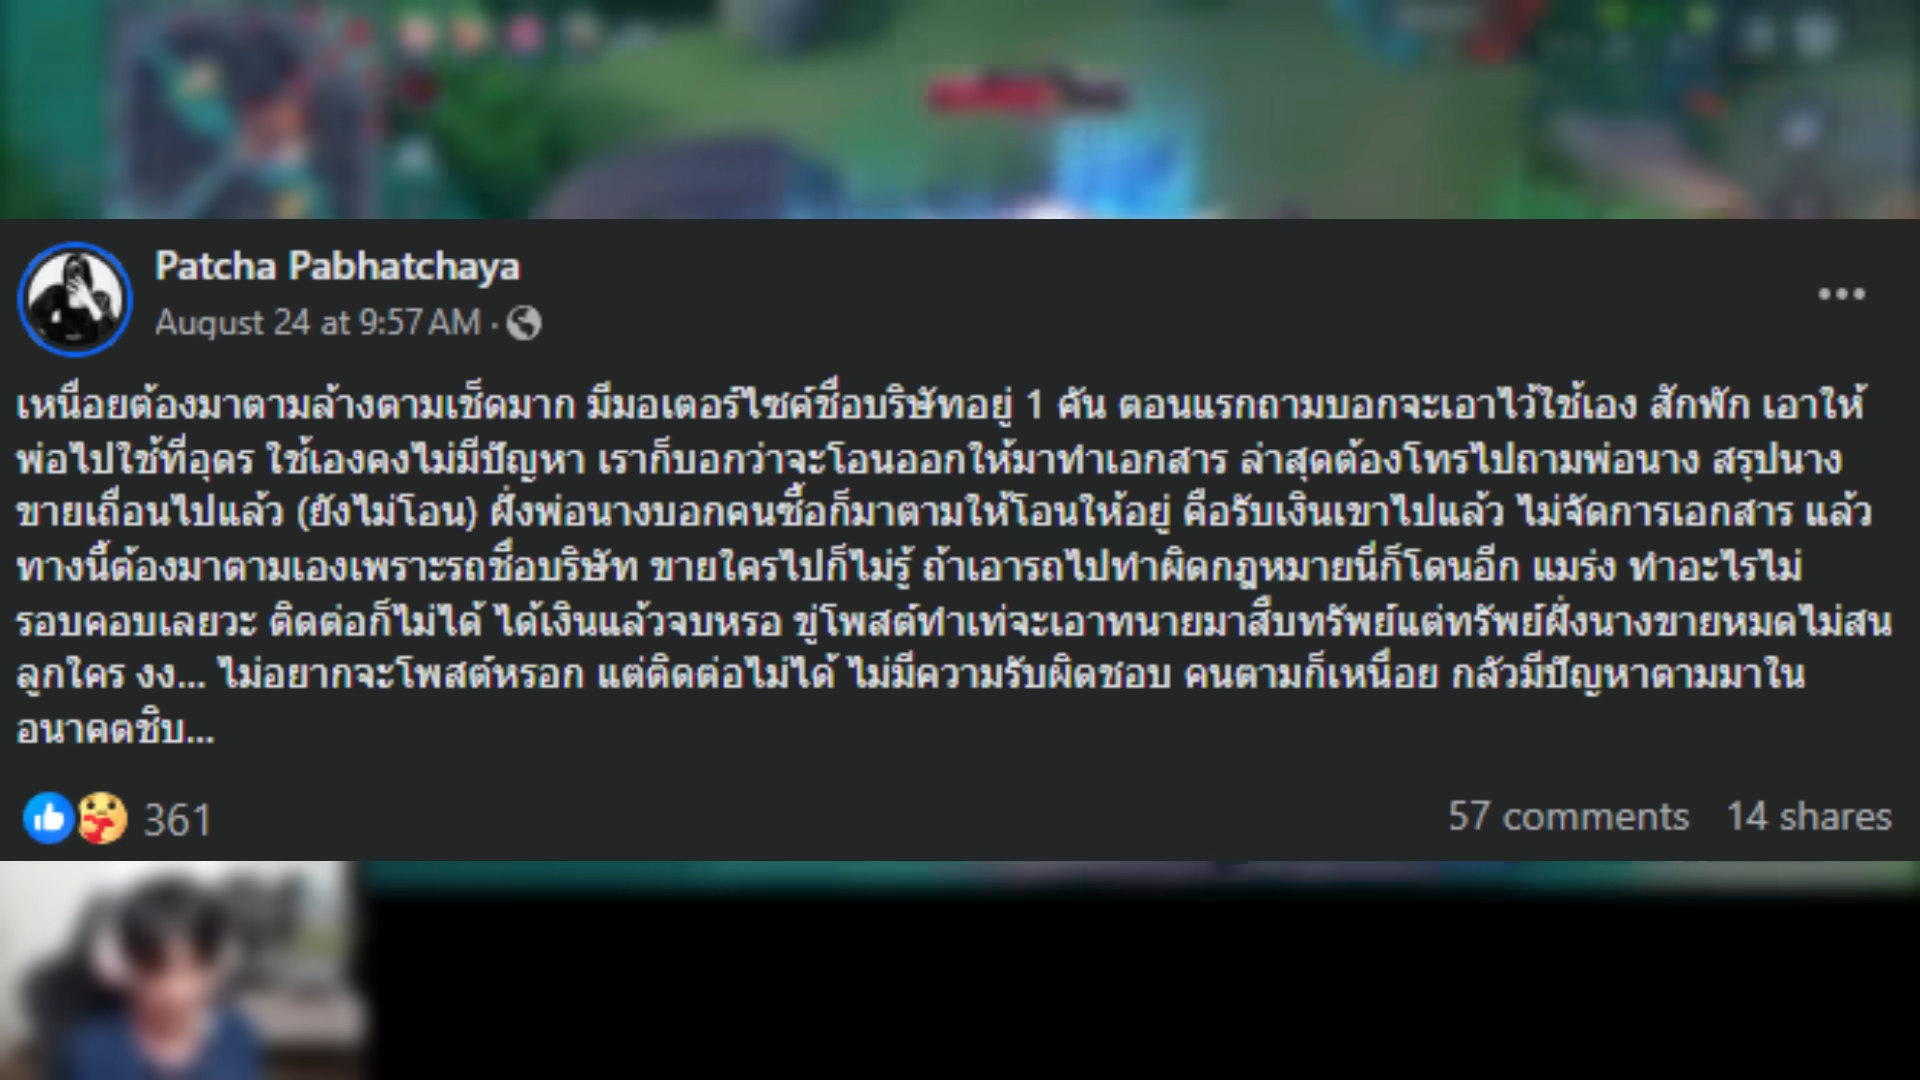 Patcha Pabhatchaya
August 24 at 9:57 AM ·
เหนื่อยต้องมาตามล้างตามเช็ดมาก มีมอเตอร์ไซค์ชื่อบริษัทอยู่ 1 คัน ตอนแรกถามบอกจะเอาไว้ใช้เอง สักพัก เอาให้
พ่อไปใช้ที่อุดร ใช้เองคงไม่มีปัญหา เราก็บอกว่าจะโอนออกให้มาทำเอกสาร ล่าสุดต้องโทรไปถามพ่อนาง สรุปนาง
ขายเถื่อนไปแล้ว (ยังไม่โอน) ฝั่งพ่อนางบอกคนซื้อก็มาตามให้โอนให้อยู่ คือรับเงินเขาไปแล้ว ไม่จัดการเอกสาร แล้ว
ทางนี้ต้องมาตามเองเพราะรถชื่อบริษัท ขายใครไปก็ไม่รู้ ถ้าเอารถไปทำผิดกฎหมายนี่ก็โดนอีก แมร่ง ทำอะไรไม่
รอบคอบเลยวะ ติดต่อก็ไม่ได้ ได้เงินแล้วจบหรอ ขู่โพสต์ทำเท่จะเอาทนายมาสืบทรัพย์แต่ทรัพย์ฝั่งนางขายหมดไม่สน
ลูกใคร งง... ไม่อยากจะโพสต์หรอก แต่ติดต่อไม่ได้ ไม่มีความรับผิดชอบ คนตามก็เหนื่อย กลัวมีปัญหาตามมาใน
อนาคตชิบ...
361
57 comments 14 shares